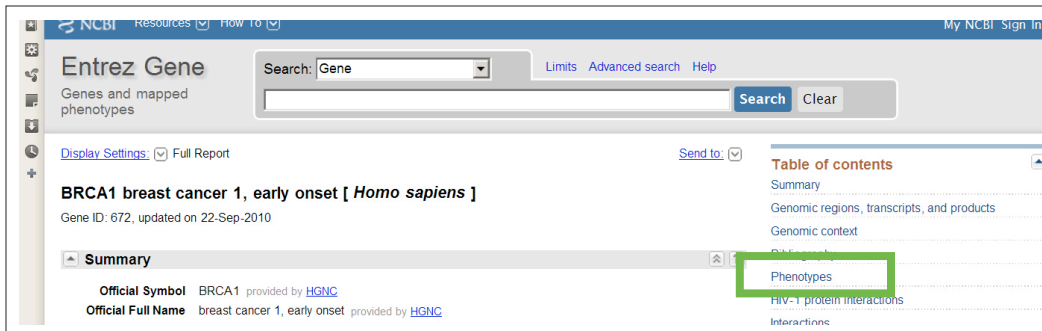 NCBI Resources How To My NCBI Sign In
Entrez Gene
Genes and mapped
phenotypes
Search: Gene
Limits Advanced search Help
Search Clear
Display Settings: Full Report
Send to:
BRCA1 breast cancer 1, early onset [ Homo sapiens ]
Gene ID: 672, updated on 22-Sep-2010
Summary
Official Symbol BRCA1 provided by HGNC
Official Full Name breast cancer 1, early onset provided by HGNC
Table of contents
Summary
Genomic regions, transcripts, and products
Genomic context
Bibliography
Phenotypes
HIV-1 protein interactions
Interactions